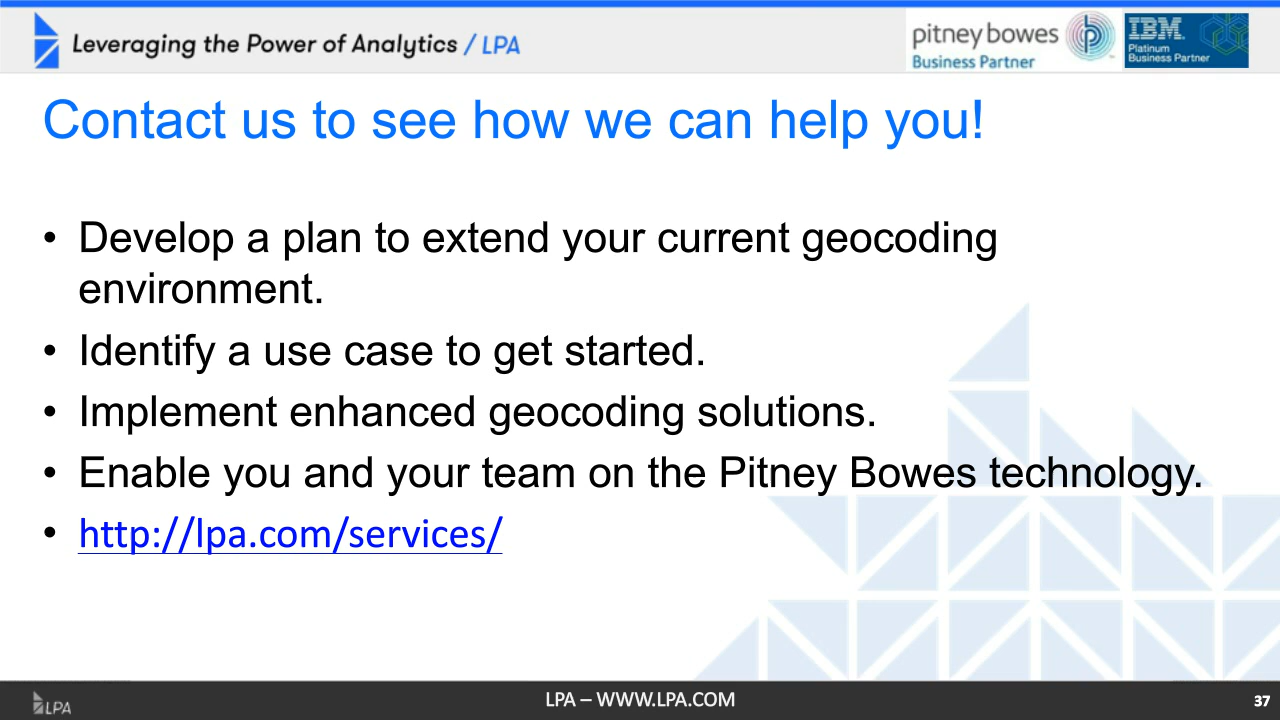 Leveraging the Power of Analytics / LPA
pitney bowes
Business Partner
IBM
Platinum
Business Partner
Contact us to see how we can help you!
• Develop a plan to extend your current geocoding
environment.
• Identify a use case to get started.
• Implement enhanced geocoding solutions.
• Enable you and your team on the Pitney Bowes technology.
• http://lpa.com/services/
LPA
LPA – WWW.LPA.COM
37